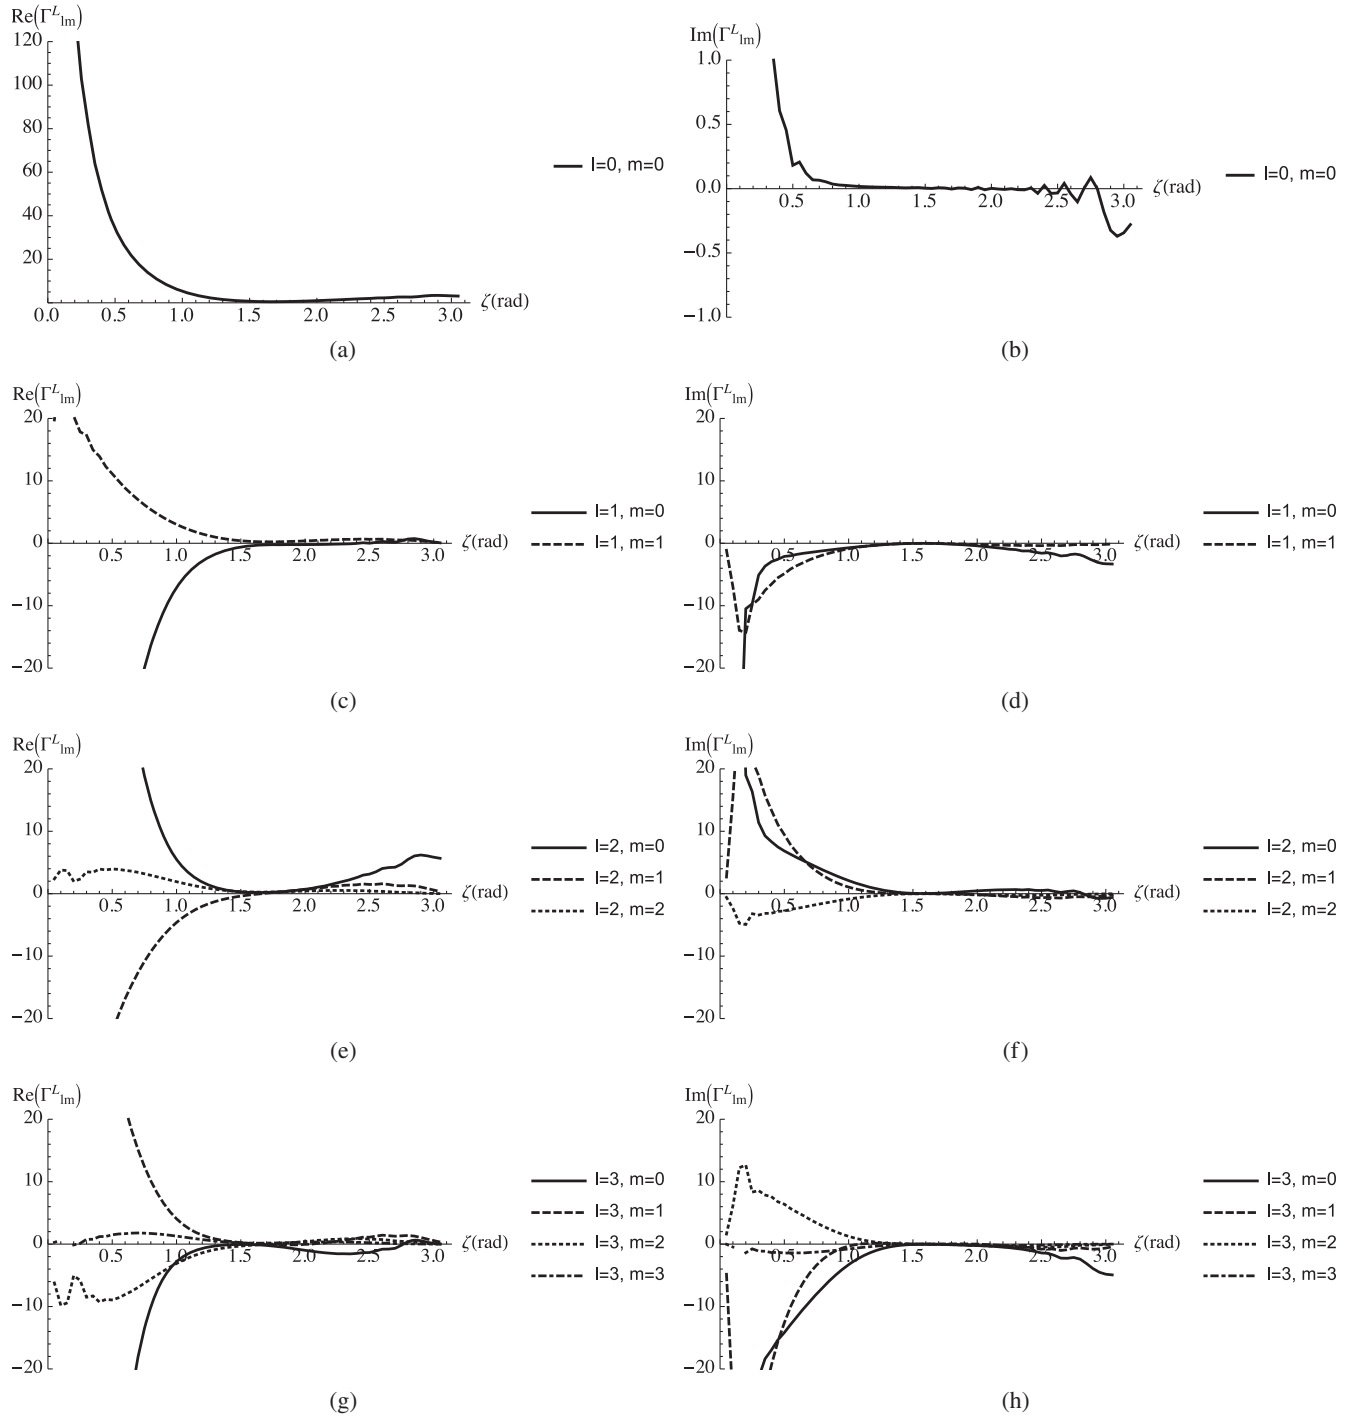 Re(Γ^L_lm)
120
100
80
60
40
20
0.0 0.5 1.0 1.5 2.0 2.5 3.0
ζ(rad)
l=0, m=0
(a)
Im(Γ^L_lm)
1.0
0.5
0.0
−0.5
−1.0
0.5 1.0 1.5 2.0 2.5 3.0
ζ(rad)
l=0, m=0
(b)
Re(Γ^L_lm)
20
10
0
−10
−20
0.5 1.0 1.5 2.0 2.5 3.0
ζ(rad)
l=1, m=0
l=1, m=1
(c)
Im(Γ^L_lm)
20
10
0
−10
−20
0.5 1.0 1.5 2.0 2.5 3.0
ζ(rad)
l=1, m=0
l=1, m=1
(d)
Re(Γ^L_lm)
20
10
0
−10
−20
0.5 1.0 1.5 2.0 2.5 3.0
ζ(rad)
l=2, m=0
l=2, m=1
l=2, m=2
(e)
Im(Γ^L_lm)
20
10
0
−10
−20
0.5 1.0 1.5 2.0 2.5 3.0
ζ(rad)
l=2, m=0
l=2, m=1
l=2, m=2
(f)
Re(Γ^L_lm)
20
10
0
−10
−20
0.5 1.0 1.5 2.0 2.5 3.0
ζ(rad)
l=3, m=0
l=3, m=1
l=3, m=2
l=3, m=3
(g)
Im(Γ^L_lm)
20
10
0
−10
−20
0.5 1.0 1.5 2.0 2.5 3.0
ζ(rad)
l=3, m=0
l=3, m=1
l=3, m=2
l=3, m=3
(h)